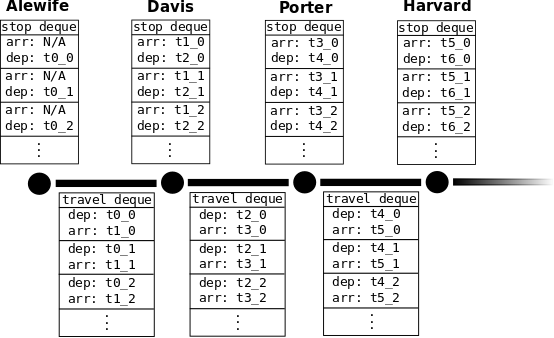 Alewife
stop deque
arr: N/A
dep: t0_0
arr: N/A
dep: t0_1
arr: N/A
dep: t0_2
⋮
Davis
stop deque
arr: t1_0
dep: t2_0
arr: t1_1
dep: t2_1
arr: t1_2
dep: t2_2
⋮
Porter
stop deque
arr: t3_0
dep: t4_0
arr: t3_1
dep: t4_1
arr: t3_2
dep: t4_2
⋮
Harvard
stop deque
arr: t5_0
dep: t6_0
arr: t5_1
dep: t6_1
arr: t5_2
dep: t6_2
⋮
travel deque
dep: t0_0
arr: t1_0
dep: t0_1
arr: t1_1
dep: t0_2
arr: t1_2
⋮
travel deque
dep: t2_0
arr: t3_0
dep: t2_1
arr: t3_1
dep: t2_2
arr: t3_2
⋮
travel deque
dep: t4_0
arr: t5_0
dep: t4_1
arr: t5_1
dep: t4_2
arr: t5_2
⋮